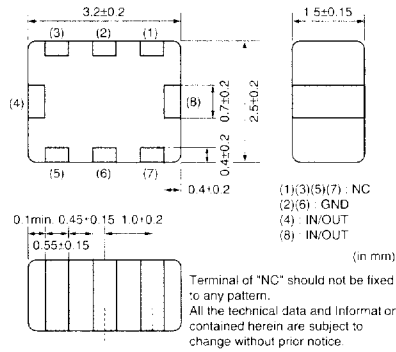 3.2±0.2
1.5±0.15
(3) (2) (1)
(4)
(8)
0.7±0.2
2.5±0.2
0.4±0.2
(5) (6) (7)
0.4±0.2
(1)(3)(5)(7) : NC
(2)(6) : GND
(4) : IN/OUT
(8) : IN/OUT
(in mm)
0.1min. 0.45±0.15 1.0±0.2
0.55±0.15
Terminal of "NC" should not be fixed
to any pattern.
All the technical data and Informat on
contained herein are subject to
change without prior notice.